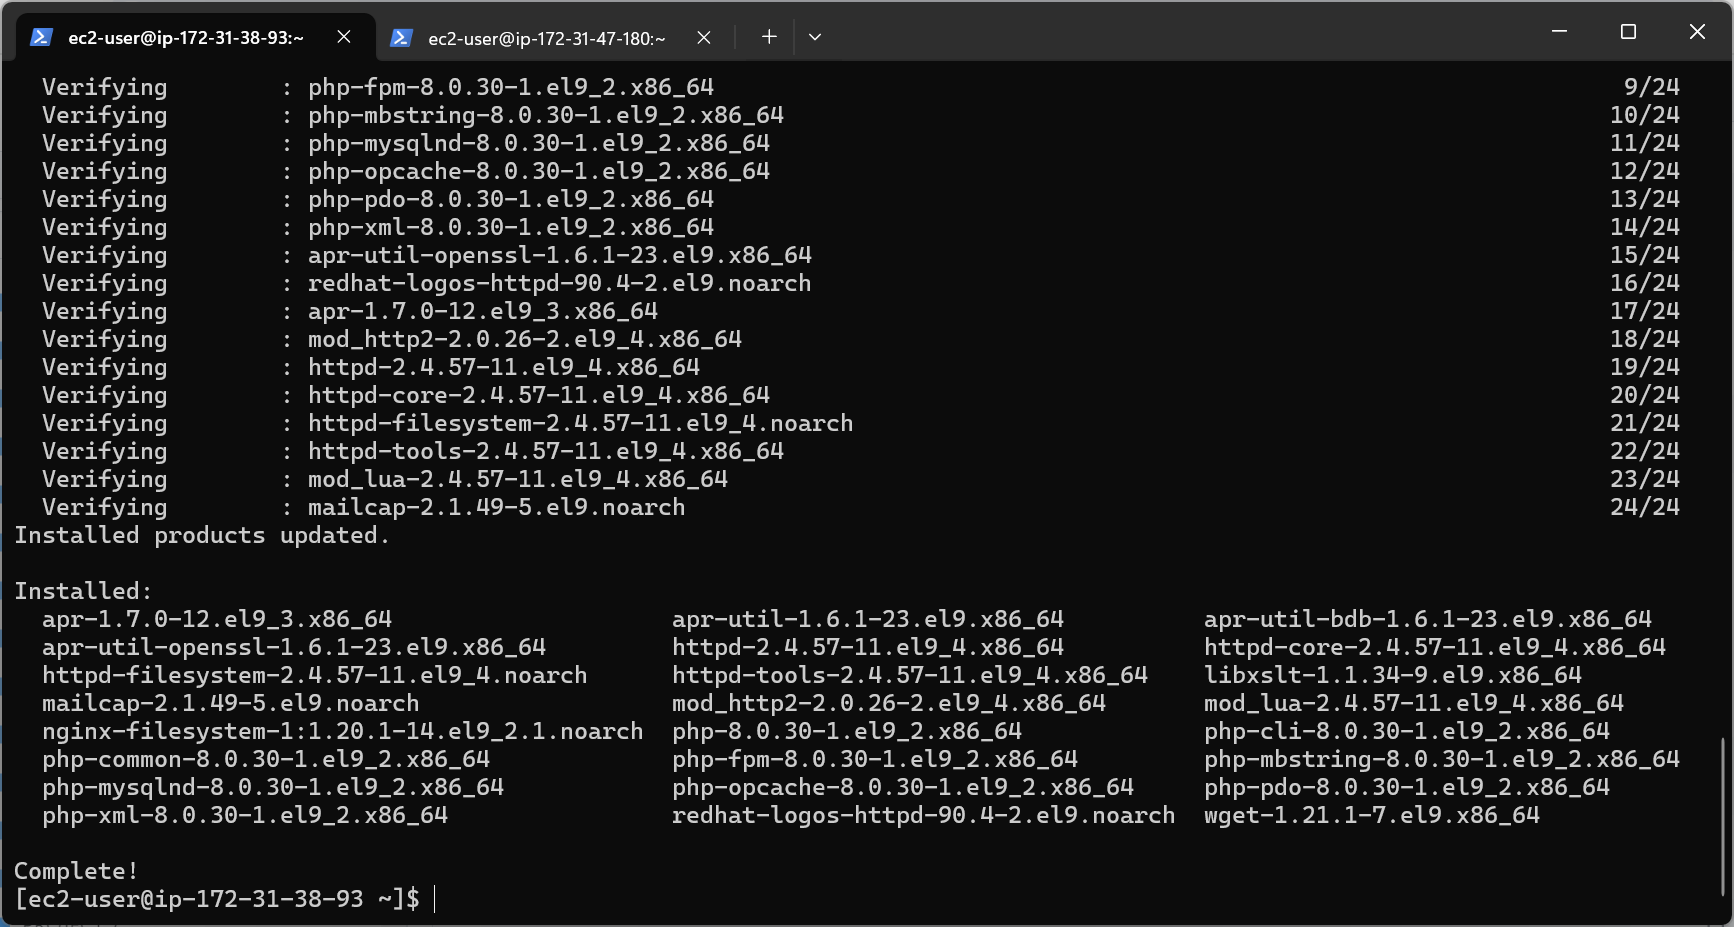 ec2-user@ip-172-31-38-93:~ ec2-user@ip-172-31-47-180:~
Verifying : php-fpm-8.0.30-1.el9_2.x86_64 9/24
Verifying : php-mbstring-8.0.30-1.el9_2.x86_64 10/24
Verifying : php-mysqlnd-8.0.30-1.el9_2.x86_64 11/24
Verifying : php-opcache-8.0.30-1.el9_2.x86_64 12/24
Verifying : php-pdo-8.0.30-1.el9_2.x86_64 13/24
Verifying : php-xml-8.0.30-1.el9_2.x86_64 14/24
Verifying : apr-util-openssl-1.6.1-23.el9.x86_64 15/24
Verifying : redhat-logos-httpd-90.4-2.el9.noarch 16/24
Verifying : apr-1.7.0-12.el9_3.x86_64 17/24
Verifying : mod_http2-2.0.26-2.el9_4.x86_64 18/24
Verifying : httpd-2.4.57-11.el9_4.x86_64 19/24
Verifying : httpd-core-2.4.57-11.el9_4.x86_64 20/24
Verifying : httpd-filesystem-2.4.57-11.el9_4.noarch 21/24
Verifying : httpd-tools-2.4.57-11.el9_4.x86_64 22/24
Verifying : mod_lua-2.4.57-11.el9_4.x86_64 23/24
Verifying : mailcap-2.1.49-5.el9.noarch 24/24
Installed products updated.
Installed:
apr-1.7.0-12.el9_3.x86_64 apr-util-1.6.1-23.el9.x86_64 apr-util-bdb-1.6.1-23.el9.x86_64
apr-util-openssl-1.6.1-23.el9.x86_64 httpd-2.4.57-11.el9_4.x86_64 httpd-core-2.4.57-11.el9_4.x86_64
httpd-filesystem-2.4.57-11.el9_4.noarch httpd-tools-2.4.57-11.el9_4.x86_64 libxslt-1.1.34-9.el9.x86_64
mailcap-2.1.49-5.el9.noarch mod_http2-2.0.26-2.el9_4.x86_64 mod_lua-2.4.57-11.el9_4.x86_64
nginx-filesystem-1:1.20.1-14.el9_2.1.noarch php-8.0.30-1.el9_2.x86_64 php-cli-8.0.30-1.el9_2.x86_64
php-common-8.0.30-1.el9_2.x86_64 php-fpm-8.0.30-1.el9_2.x86_64 php-mbstring-8.0.30-1.el9_2.x86_64
php-mysqlnd-8.0.30-1.el9_2.x86_64 php-opcache-8.0.30-1.el9_2.x86_64 php-pdo-8.0.30-1.el9_2.x86_64
php-xml-8.0.30-1.el9_2.x86_64 redhat-logos-httpd-90.4-2.el9.noarch wget-1.21.1-7.el9.x86_64
Complete!
[ec2-user@ip-172-31-38-93 ~]$